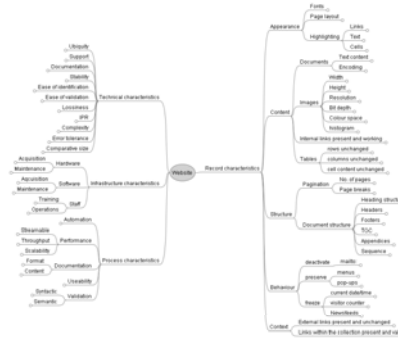 Website
Technical characteristics
Ubiquity
Support
Documentation
Stability
Ease of identification
Ease of validation
Lossiness
IPR
Complexity
Error tolerance
Comparative size
Infrastructure characteristics
Hardware
Acquisition
Maintenance
Software
Acquisition
Maintenance
Staff
Training
Operations
Process characteristics
Automation
Performance
Streamable
Throughput
Scalability
Documentation
Format
Content
Useability
Validation
Syntactic
Semantic
Record characteristics
Appearance
Fonts
Page layout
Highlighting
Links
Text
Cells
Content
Documents
Text content
Encoding
Images
Width
Height
Resolution
Bit depth
Colour space
histogram
Internal links present and working
Tables
rows unchanged
columns unchanged
cell content unchanged
Structure
Pagination
No. of pages
Page breaks
Document structure
Heading struct
Headers
Footers
TOC
Appendices
Sequence
Behaviour
deactivate
mailto
preserve
menus
pop-ups
freeze
current date/time
visitor counter
Newsfeeds
Context
External links present and unchanged
Links within the collection present and va